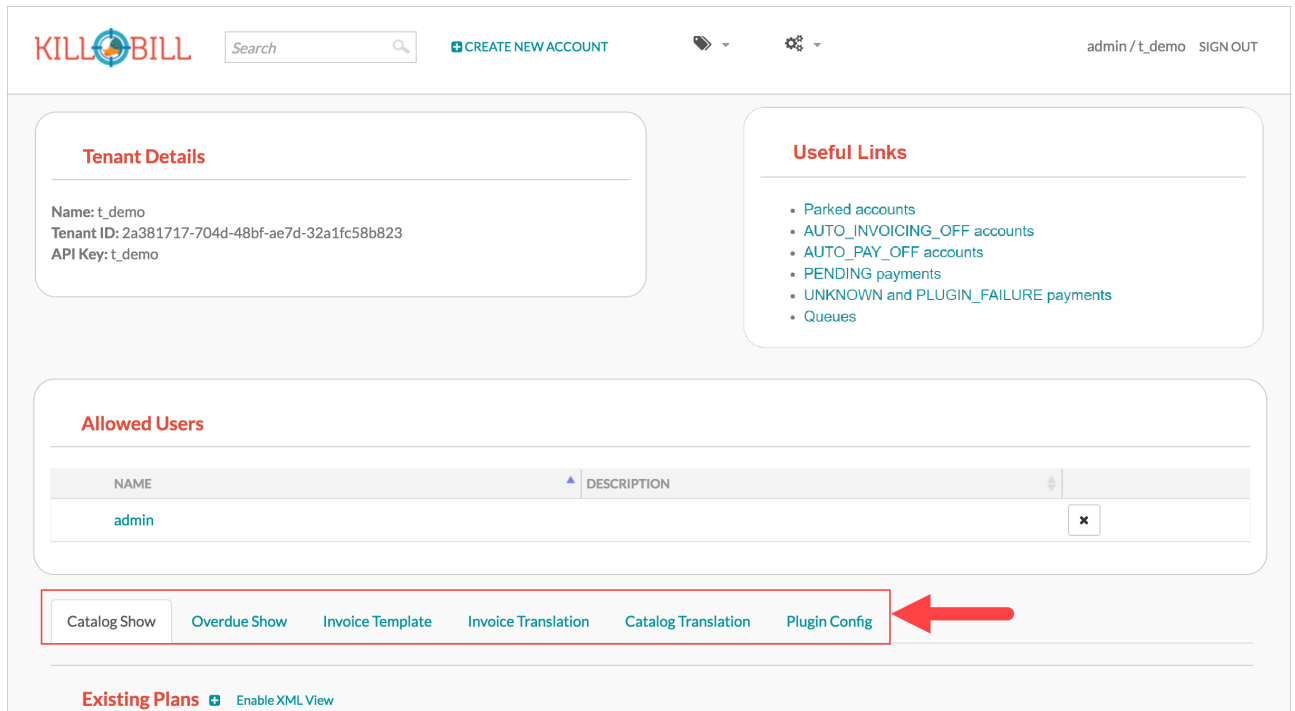 KILL BILL
Search
CREATE NEW ACCOUNT
admin / t_demo SIGN OUT
Tenant Details
Name: t_demo
Tenant ID: 2a381717-704d-48bf-ae7d-32a1fc58b823
API Key: t_demo
Useful Links
Parked accounts
AUTO_INVOICING_OFF accounts
AUTO_PAY_OFF accounts
PENDING payments
UNKNOWN and PLUGIN_FAILURE payments
Queues
Allowed Users
NAME DESCRIPTION
admin
Catalog Show Overdue Show Invoice Template Invoice Translation Catalog Translation Plugin Config
Existing Plans Enable XML View